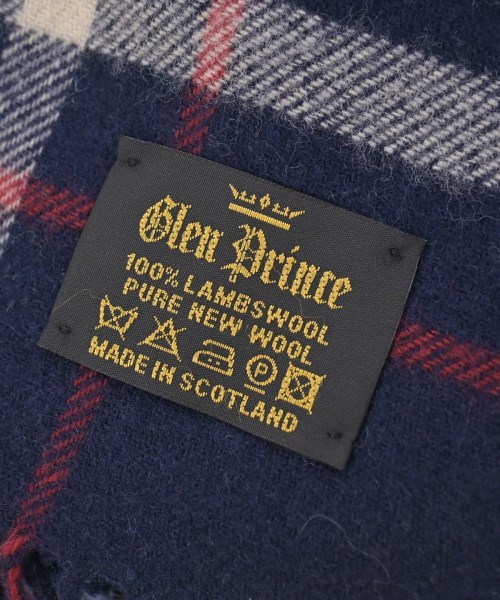 Glen Prince
100% LAMBSWOOL
PURE NEW WOOL
P
MADE IN SCOTLAND